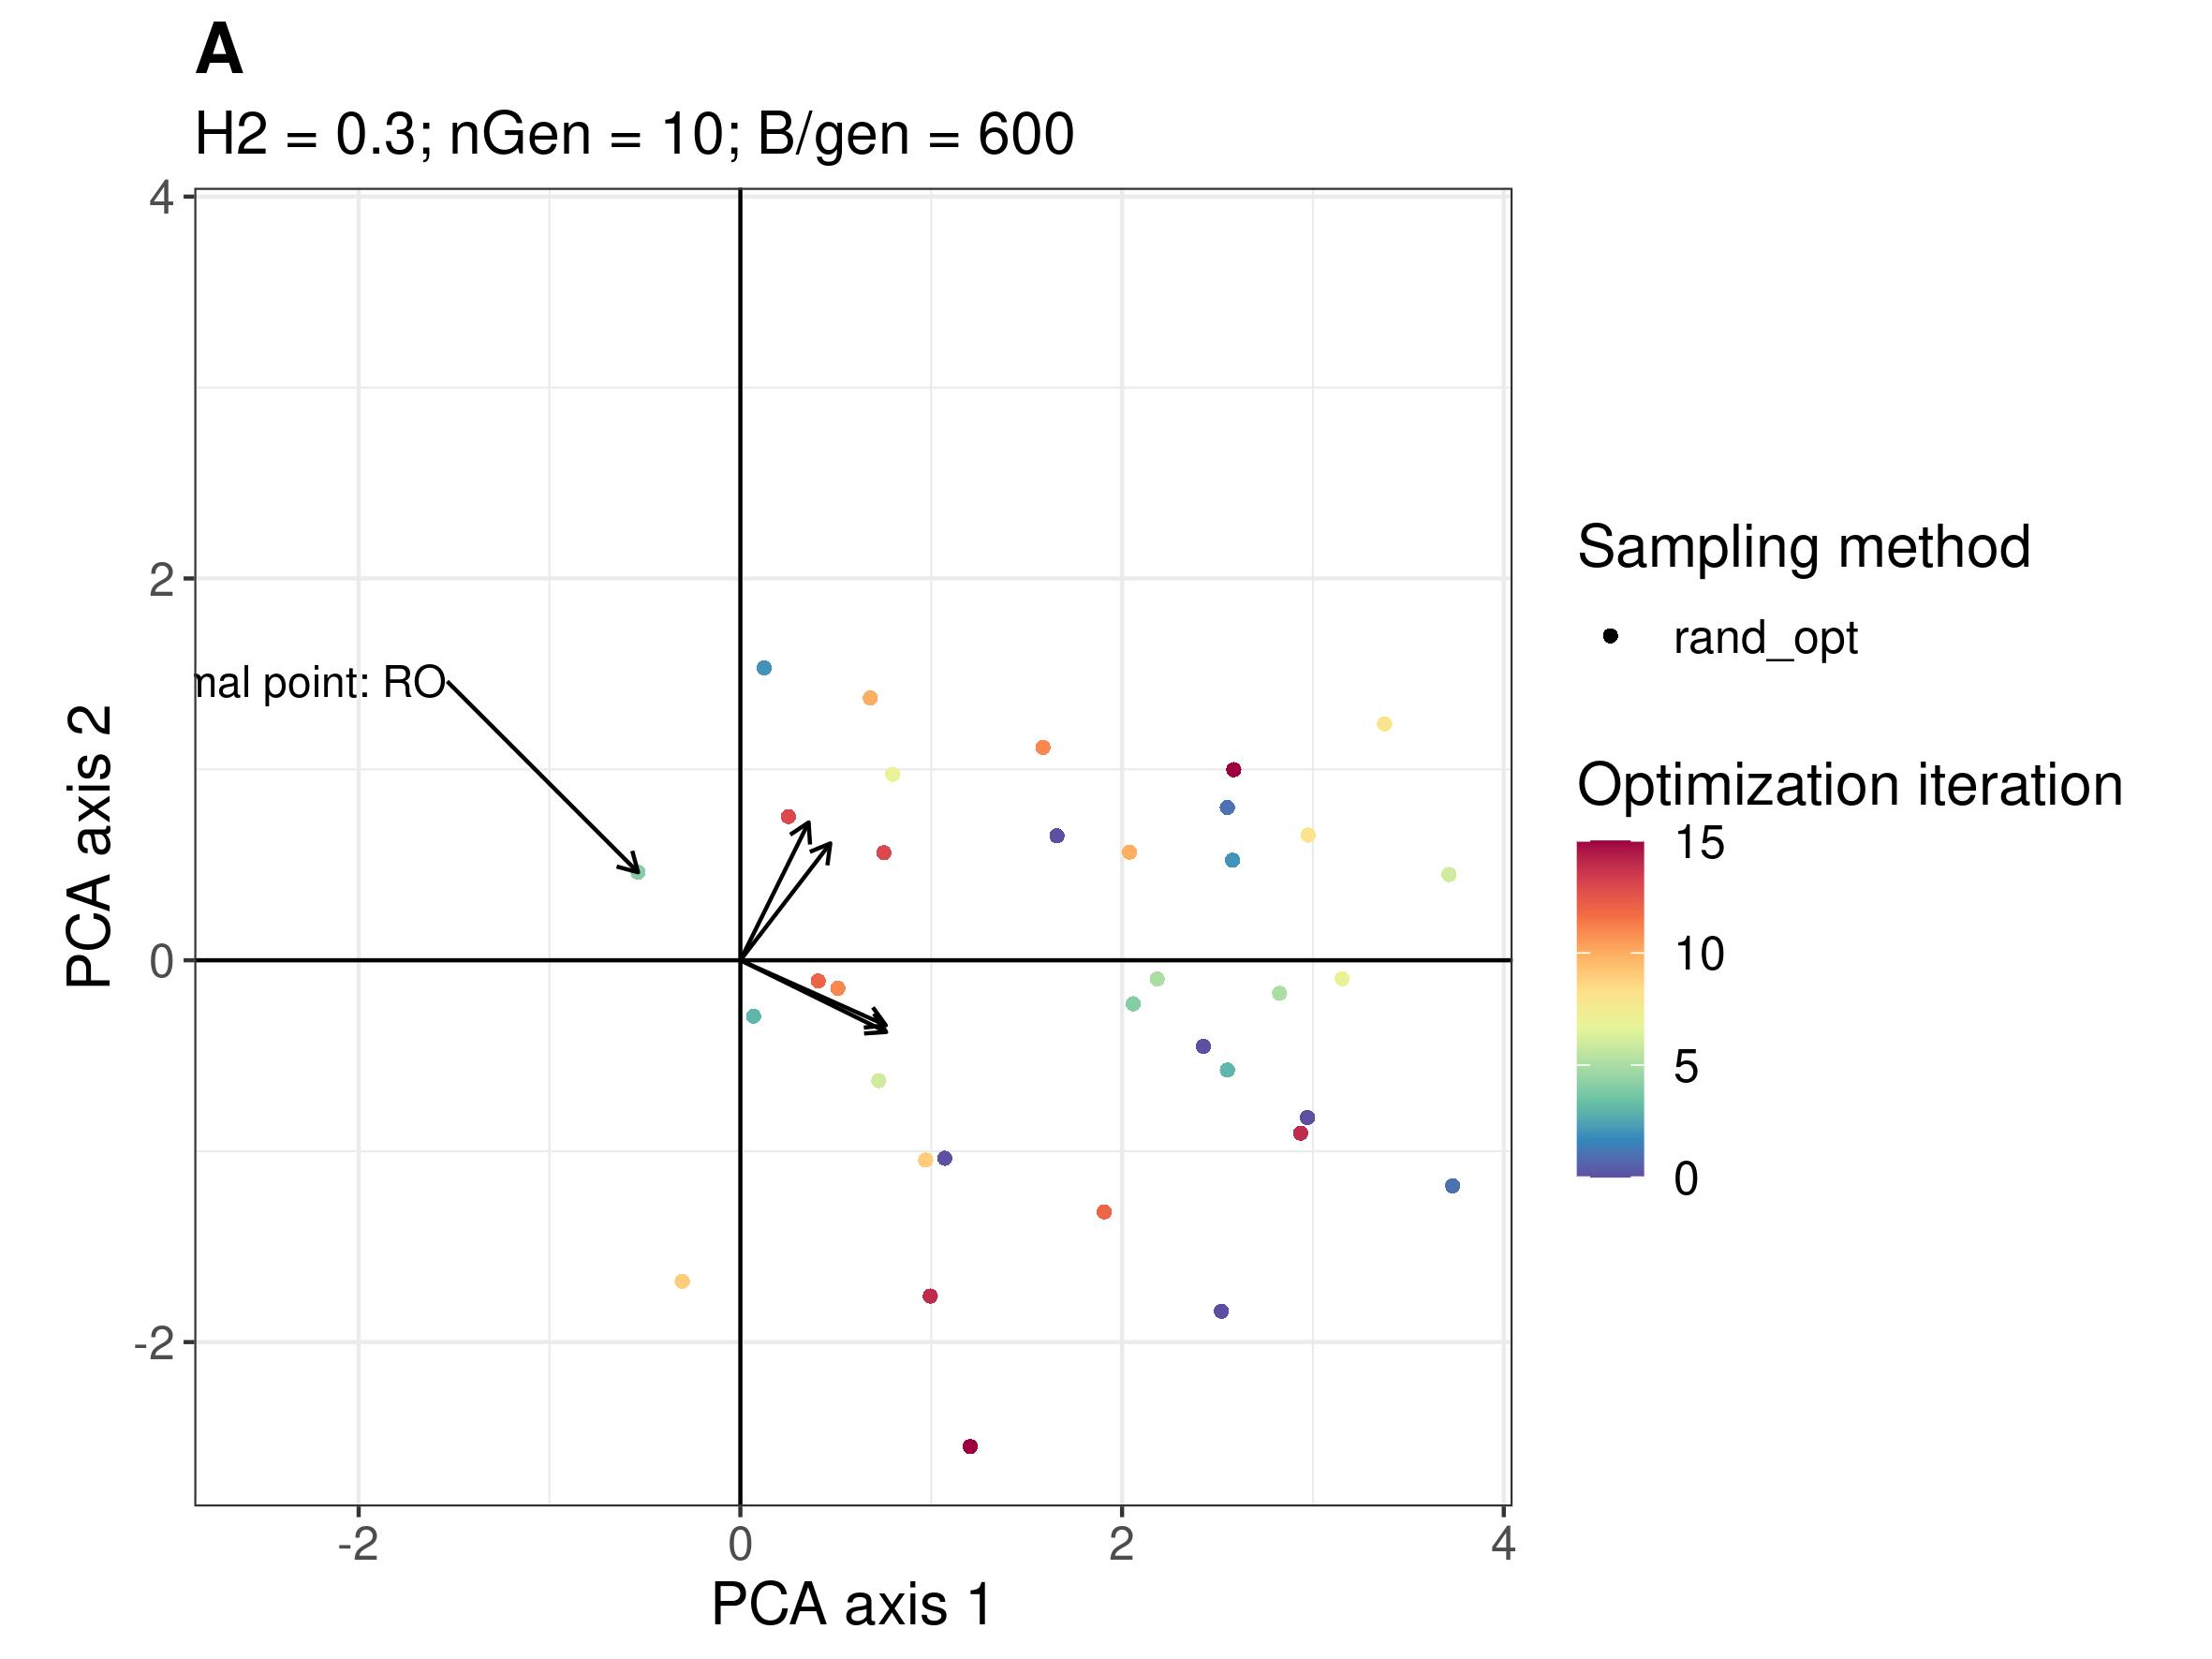 A
H2 = 0.3; nGen = 10; B/gen = 600
4
2
0
-2
PCA axis 2
point: RO
-2
0
2
4
PCA axis 1
Sampling method
rand_opt
Optimization iteration
15
10
5
0